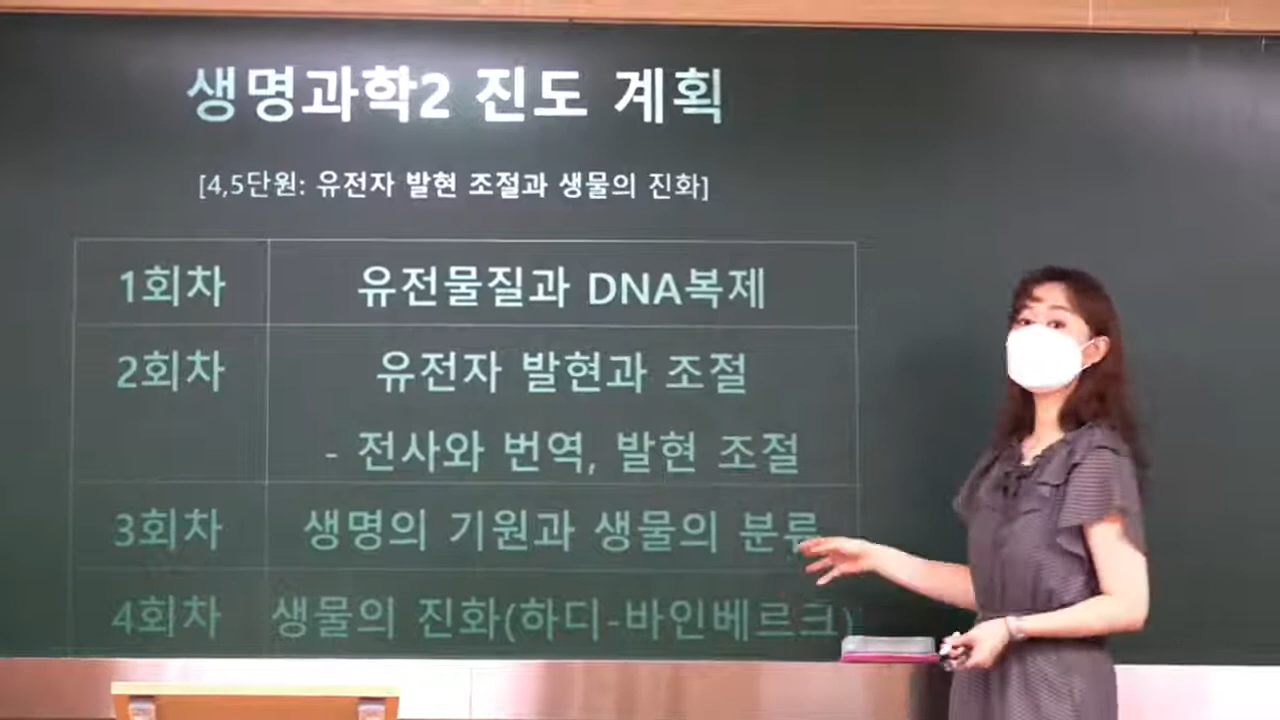 생명과학2 진도 계획
[4,5단원: 유전자 발현 조절과 생물의 진화]
1회차 유전물질과 DNA복제
2회차 유전자 발현과 조절
- 전사와 번역, 발현 조절
3회차 생명의 기원과 생물의 분류
4회차 생물의 진화(하디-바인베르크)